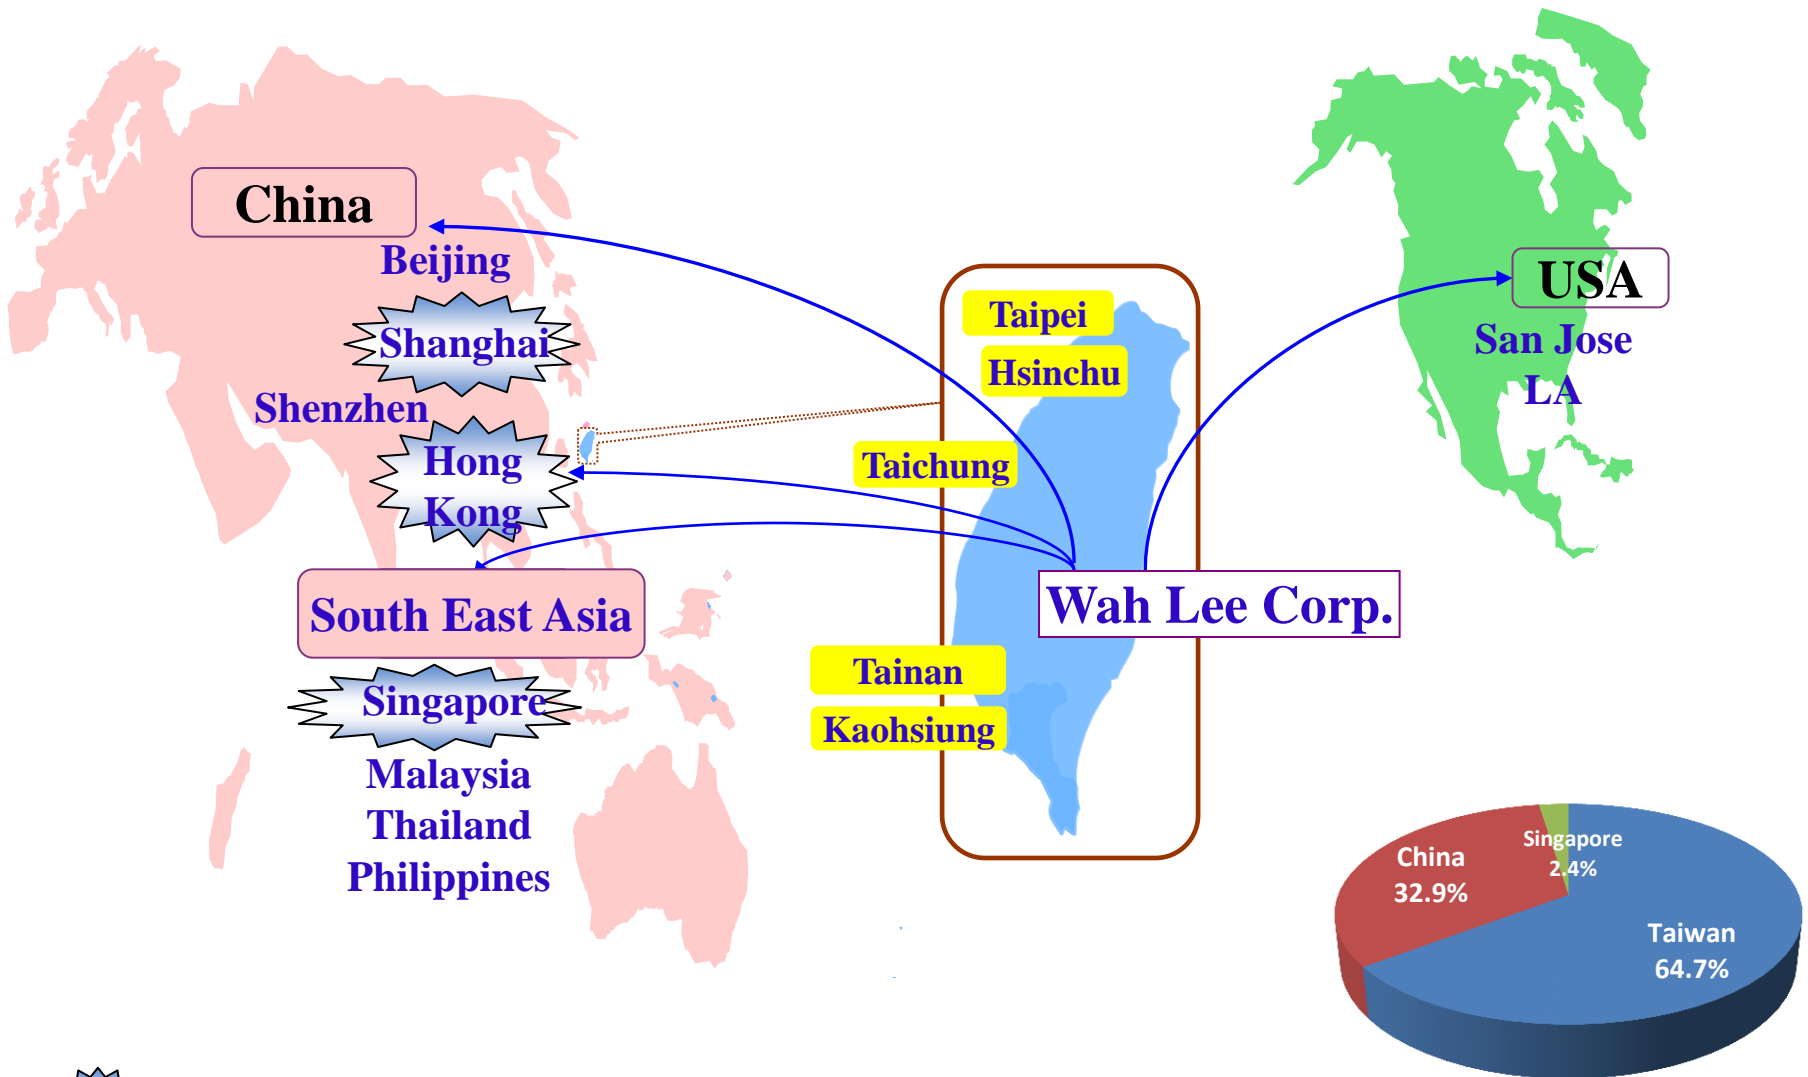 China
Beijing
Shanghai
Shenzhen
Hong
Kong
South East Asia
Singapore
Malaysia
Thailand
Philippines
Taipei
Hsinchu
Taichung
Wah Lee Corp.
Tainan
Kaohsiung
USA
San Jose
LA
China
32.9%
Singapore
2.4%
Taiwan
64.7%